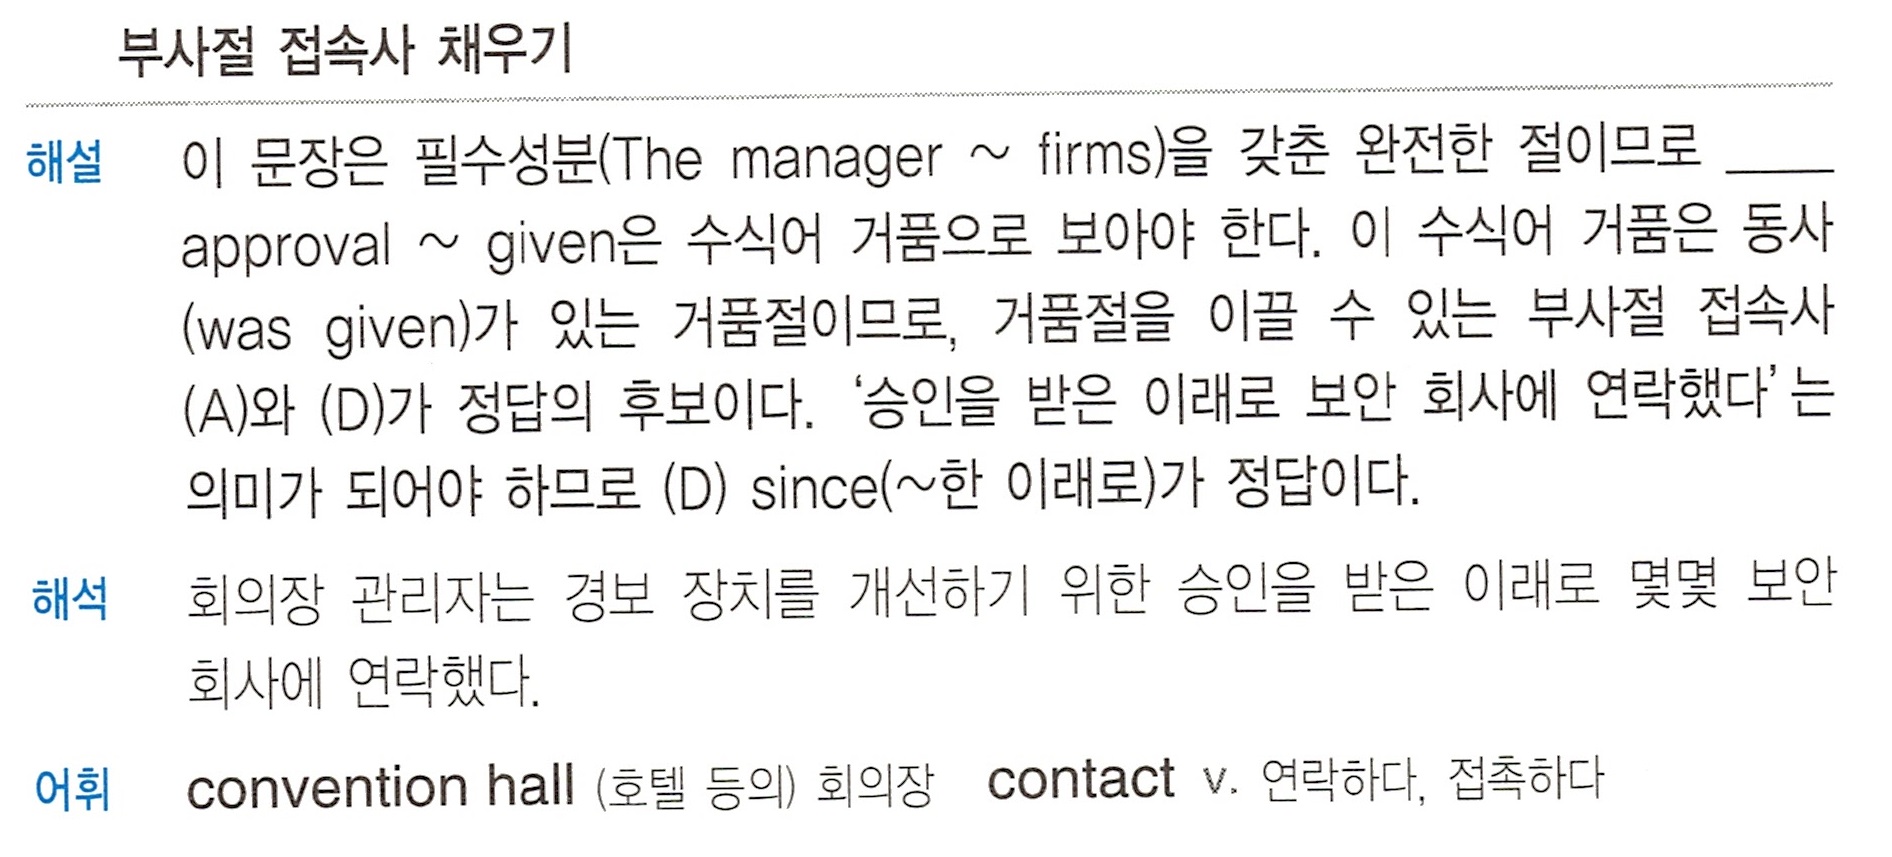 부사절 접속사 채우기
해설 이 문장은 필수성분(The manager ~ firms)을 갖춘 완전한 절이므로 ____
approval ~ given은 수식어 거품으로 보아야 한다. 이 수식어 거품은 동사
(was given)가 있는 거품절이므로, 거품절을 이끌 수 있는 부사절 접속사
(A)와 (D)가 정답의 후보이다. ‘승인을 받은 이래로 보안 회사에 연락했다’는
의미가 되어야 하므로 (D) since(~한 이래로)가 정답이다.
해석 회의장 관리자는 경보 장치를 개선하기 위한 승인을 받은 이래로 몇몇 보안
회사에 연락했다.
어휘 convention hall (호텔 등의) 회의장 contact v. 연락하다, 접촉하다